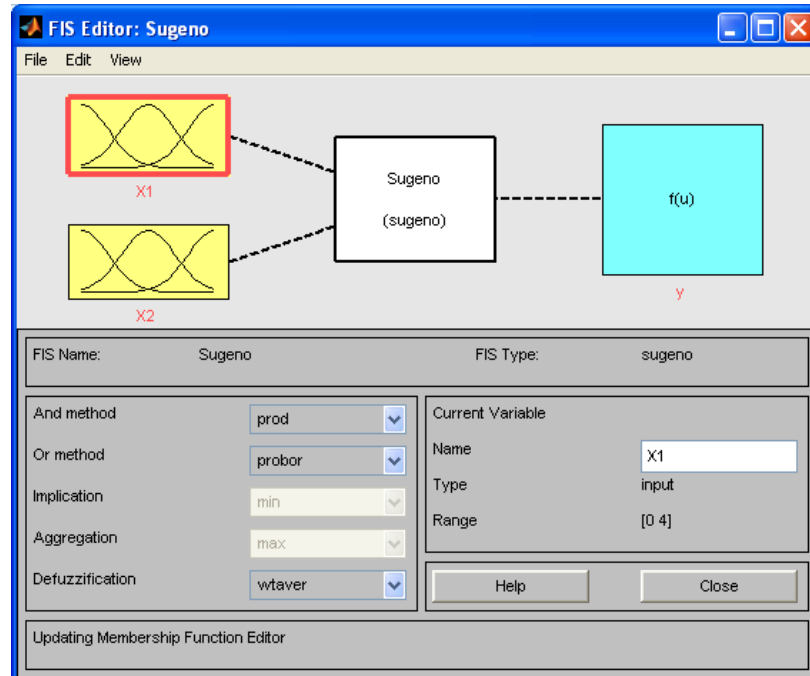 FIS Editor: Sugeno
File Edit View
X1
X2
Sugeno
(sugeno)
f(u)
y
FIS Name: Sugeno FIS Type: sugeno
And method prod
Or method probor
Implication min
Aggregation max
Defuzzification wtaver
Current Variable
Name X1
Type input
Range [0 4]
Help Close
Updating Membership Function Editor